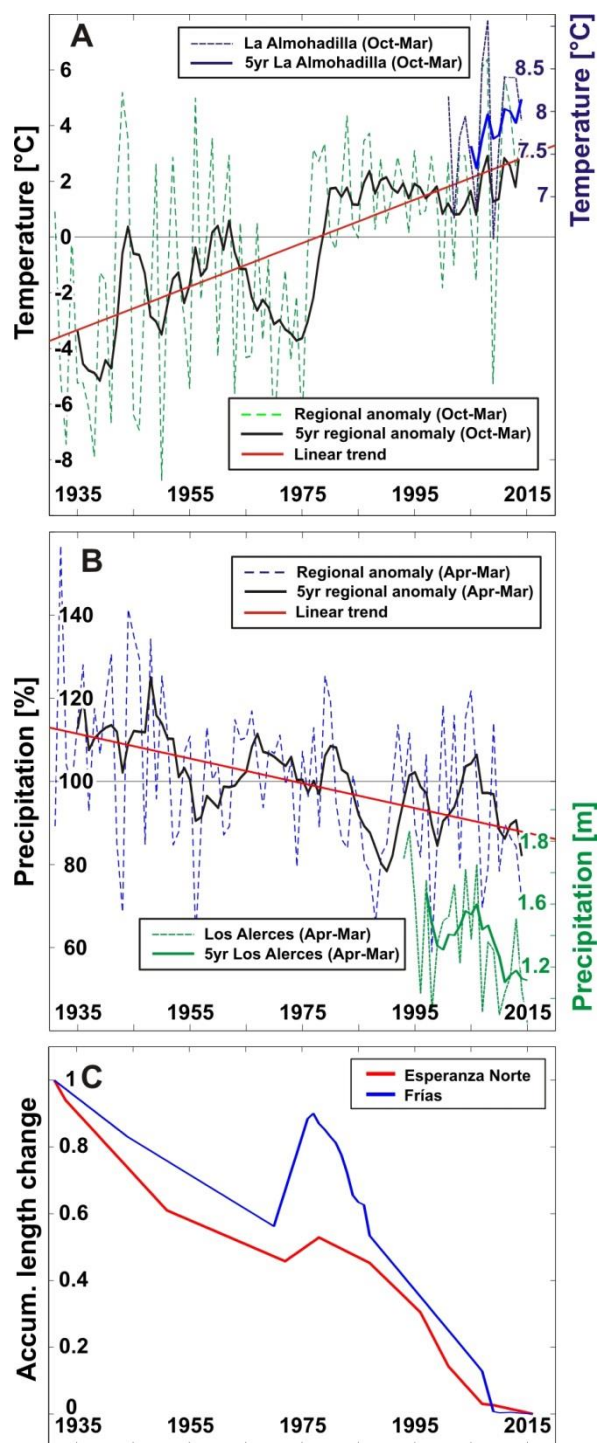 A
La Almohadilla (Oct-Mar)
5yr La Almohadilla (Oct-Mar)
Temperature [°C]
6
4
2
0
-2
-4
-6
-8
8.5
8
7.5
7
Temperature [°C]
Regional anomaly (Oct-Mar)
5yr regional anomaly (Oct-Mar)
Linear trend
1935 1955 1975 1995 2015
B
Regional anomaly (Apr-Mar)
5yr regional anomaly (Apr-Mar)
Linear trend
Precipitation [%]
140
120
100
80
60
1.8
1.6
1.2
Precipitation [m]
Los Alerces (Apr-Mar)
5yr Los Alerces (Apr-Mar)
1935 1955 1975 1995 2015
C
Esperanza Norte
Frías
Accum. length change
1
0.8
0.6
0.4
0.2
0
1935 1955 1975 1995 2015